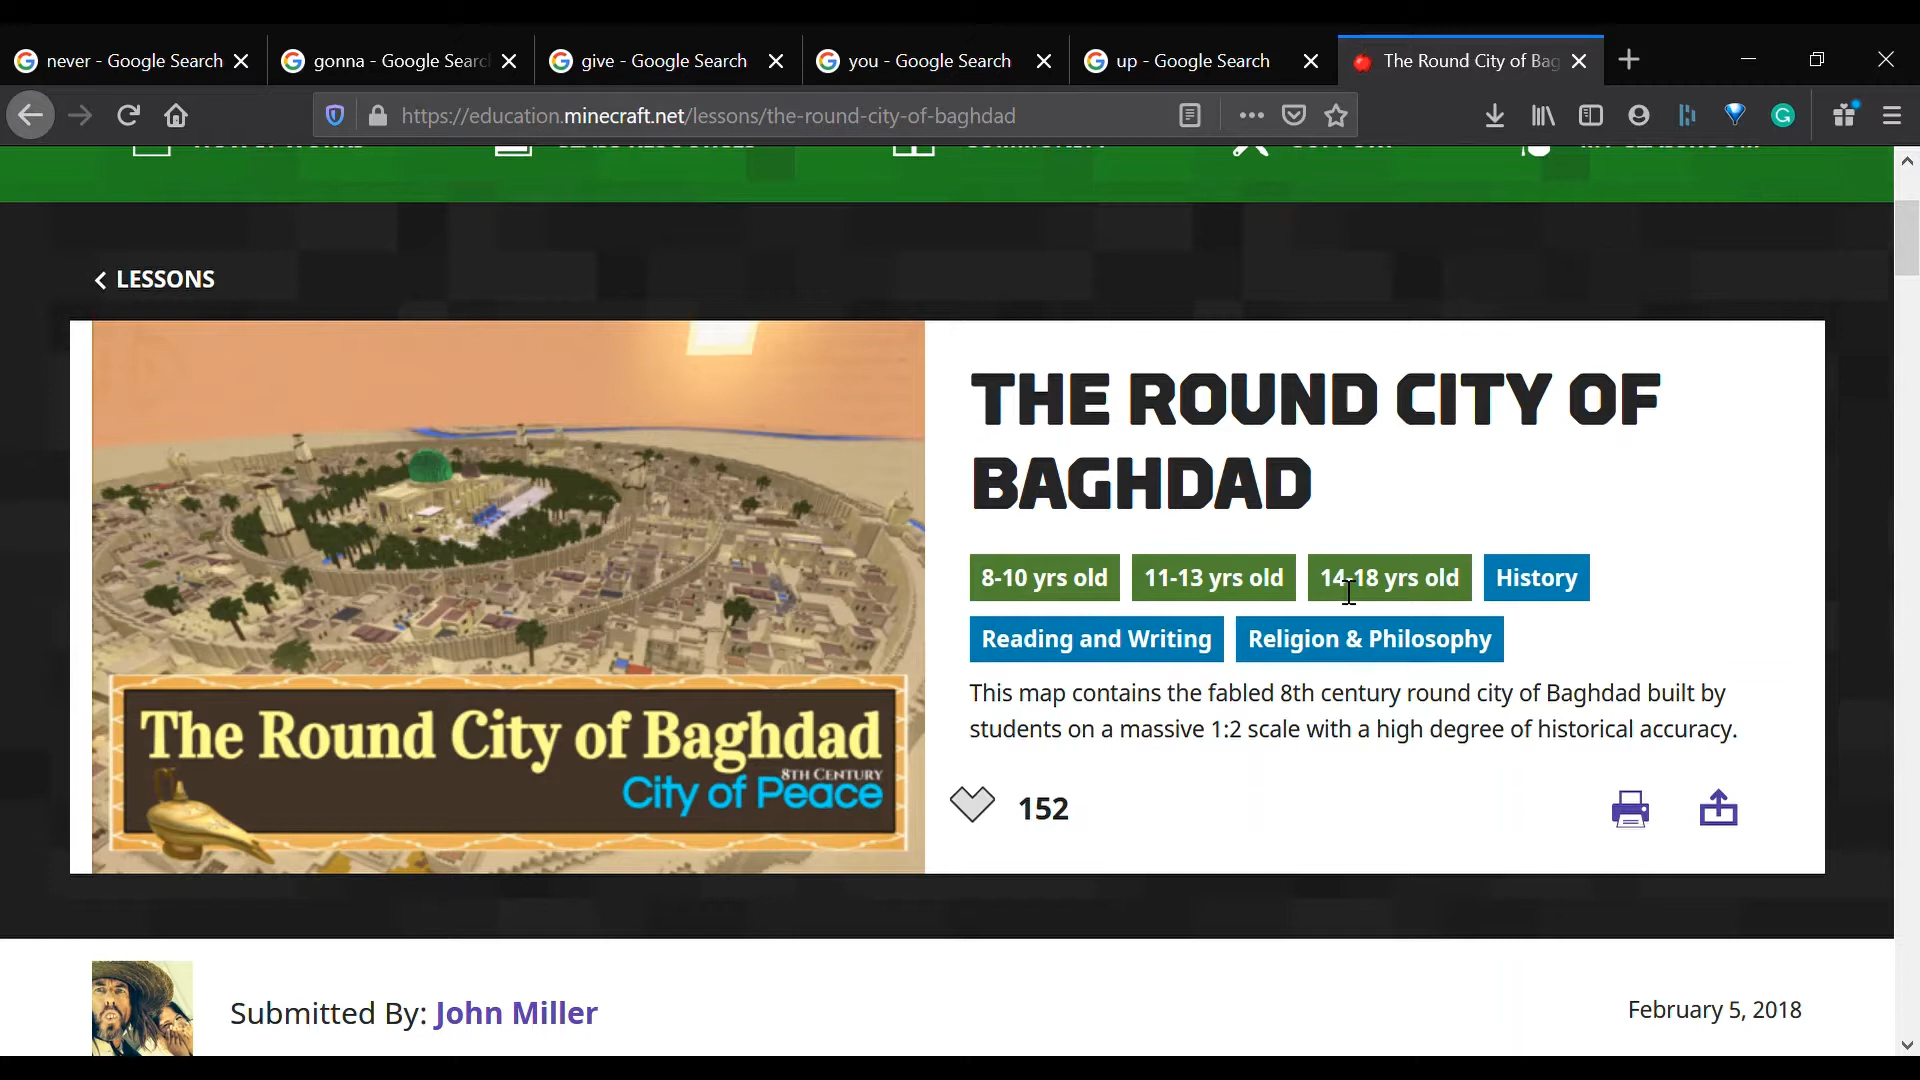 never - Google Search
gonna - Google Searc
give - Google Search
you - Google Search
up - Google Search
The Round City of Bag
https://education.minecraft.net/lessons/the-round-city-of-baghdad
LESSONS
THE ROUND CITY OF
BAGHDAD
8-10 yrs old
11-13 yrs old
14-18 yrs old
History
Reading and Writing
Religion & Philosophy
This map contains the fabled 8th century round city of Baghdad built by
students on a massive 1:2 scale with a high degree of historical accuracy.
152
The Round City of Baghdad
8TH CENTURY
City of Peace
Submitted By: John Miller
February 5, 2018